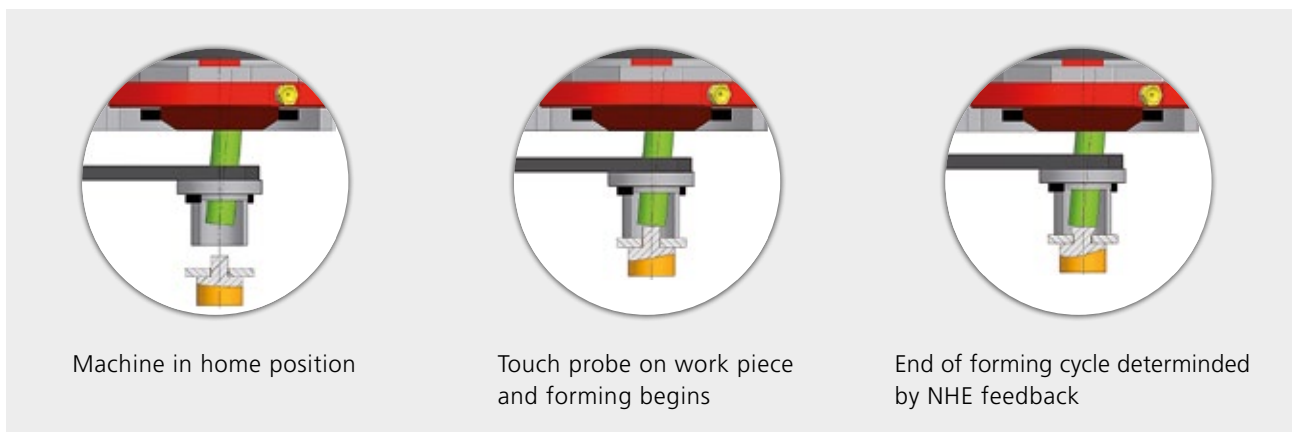 Machine in home position
Touch probe on work piece
and forming begins
End of forming cycle determinded
by NHE feedback